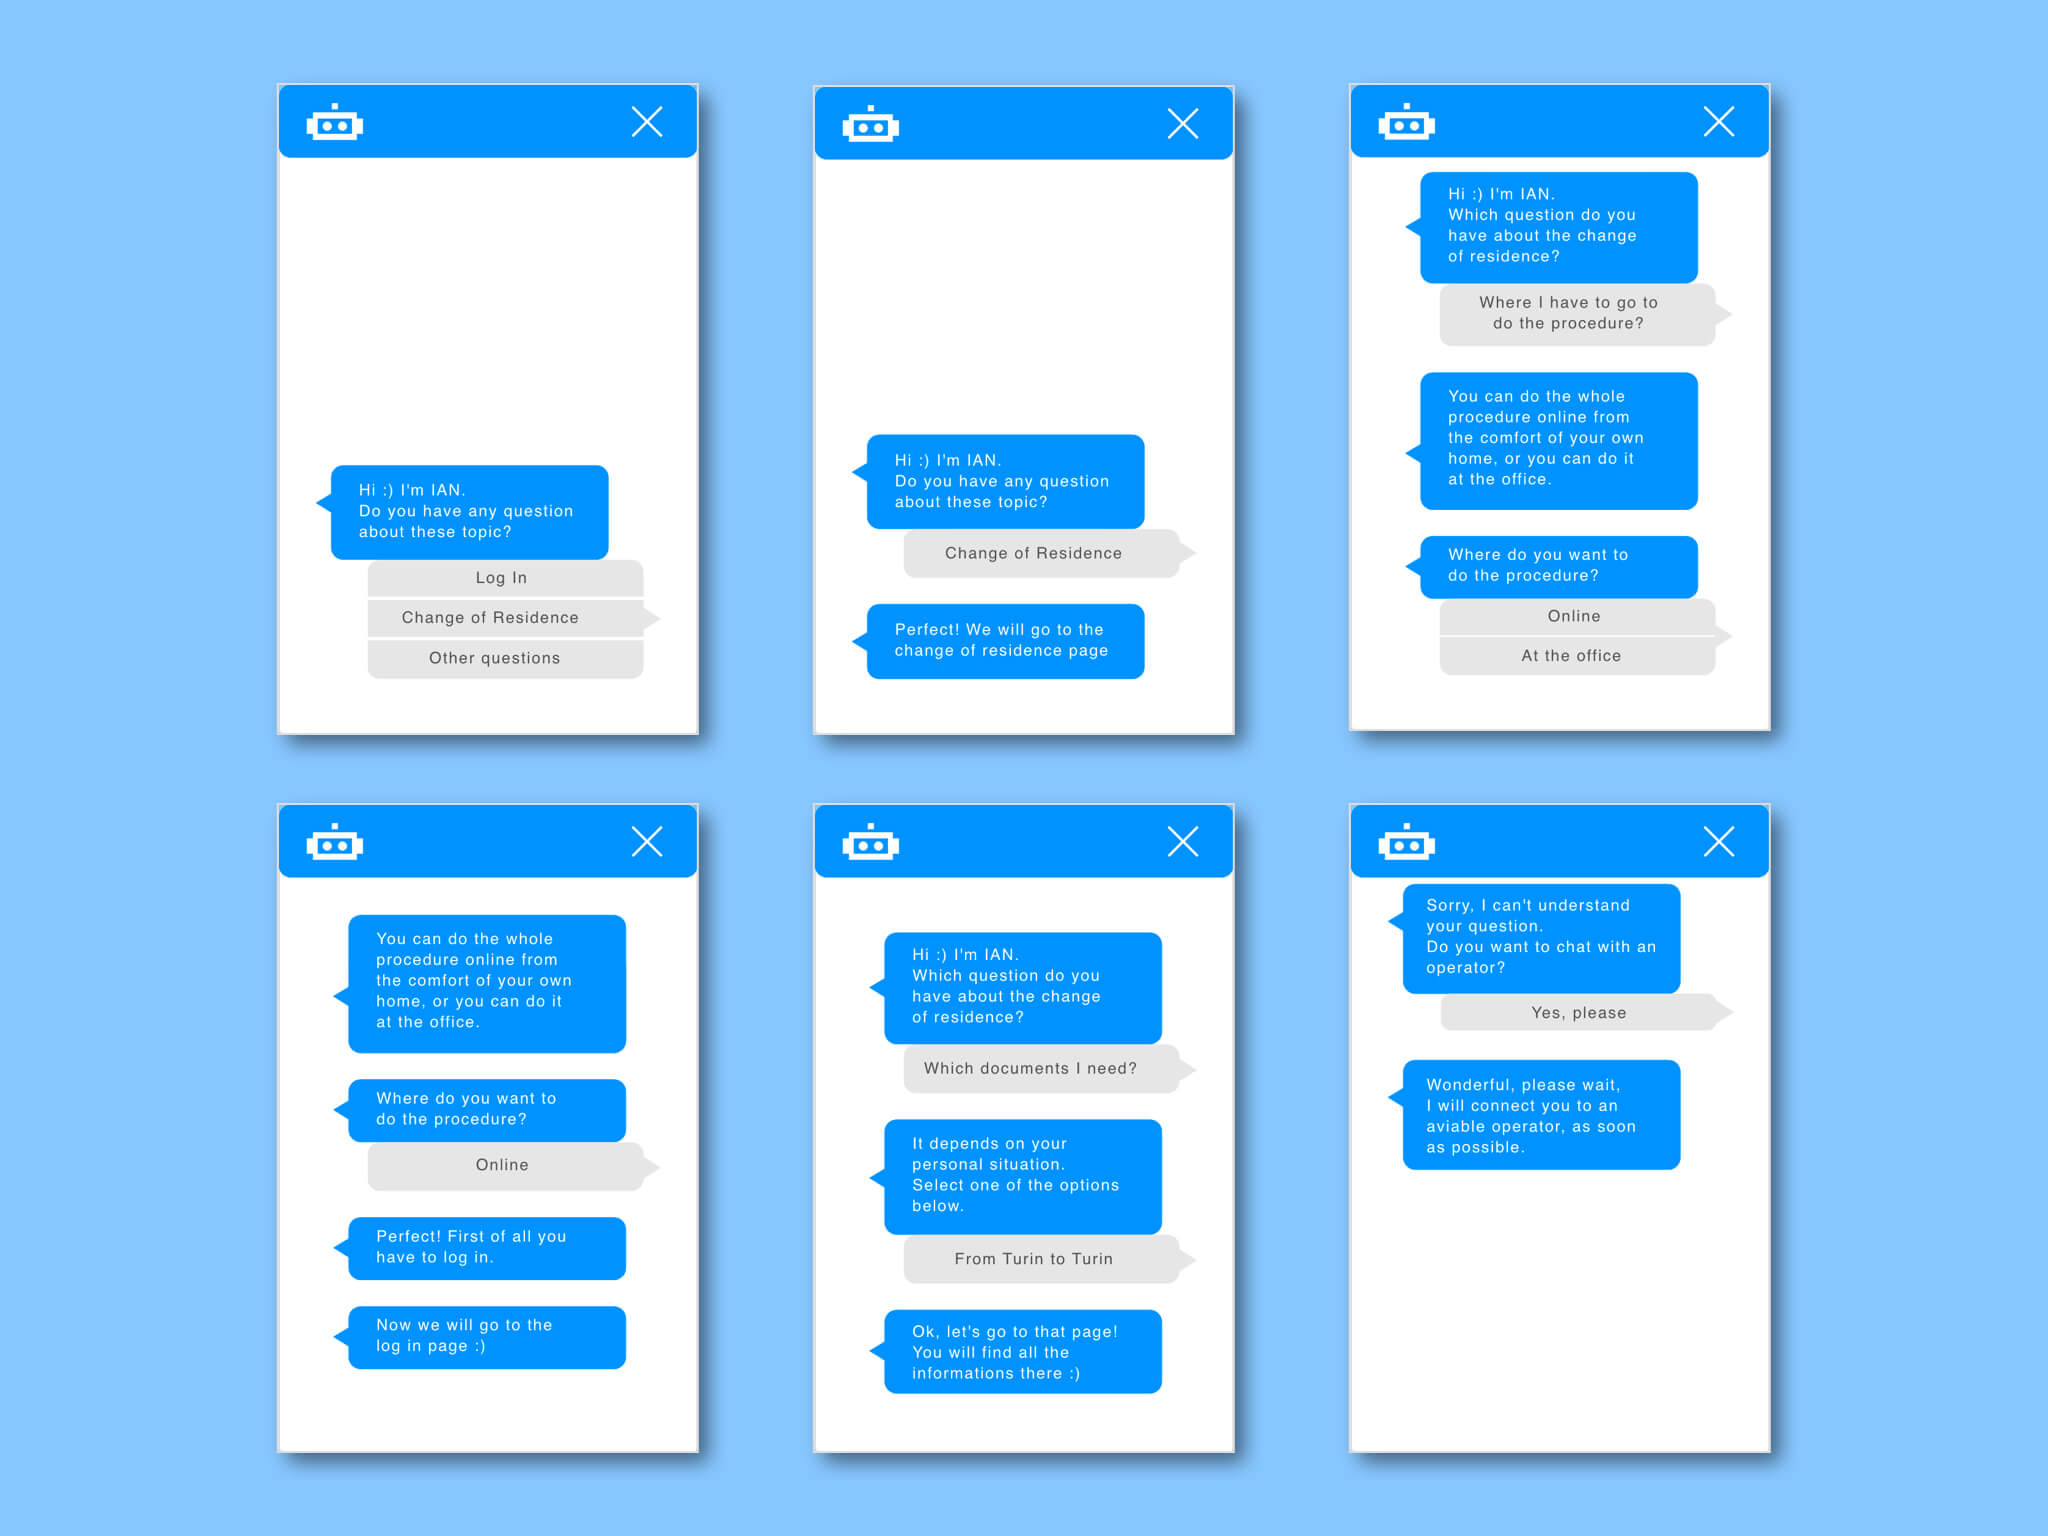 Hi :) I'm IAN.
Do you have any question
about these topic?
Log In
Change of Residence
Other questions
Hi :) I'm IAN.
Do you have any question
about these topic?
Change of Residence
Perfect! We will go to the
change of residence page
Hi :) I'm IAN.
Which question do you
have about the change
of residence?
Where I have to go to
do the procedure?
You can do the whole
procedure online from
the comfort of your own
home, or you can do it
at the office.
Where do you want to
do the procedure?
Online
At the office
You can do the whole
procedure online from
the comfort of your own
home, or you can do it
at the office.
Where do you want to
do the procedure?
Online
Perfect! First of all you
have to log in.
Now we will go to the
log in page :)
Hi :) I'm IAN.
Which question do you
have about the change
of residence?
Which documents I need?
It depends on your
personal situation.
Select one of the options
below.
From Turin to Turin
Ok, let's go to that page!
You will find all the
informations there :)
Sorry, I can't understand
your question.
Do you want to chat with an
operator?
Yes, please
Wonderful, please wait,
I will connect you to an
aviable operator, as soon
as possible.